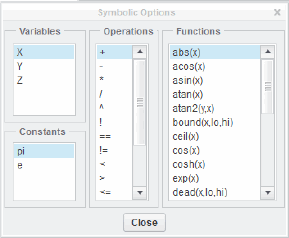 Symbolic Options
Variables
X
Y
Z
Constants
pi
e
Operations
+
-
*
/
^
!
==
!=
<
>
<=
Functions
abs(x)
acos(x)
asin(x)
atan(x)
atan2(y,x)
bound(x,lo,hi)
ceil(x)
cos(x)
cosh(x)
exp(x)
dead(x,lo,hi)
Close